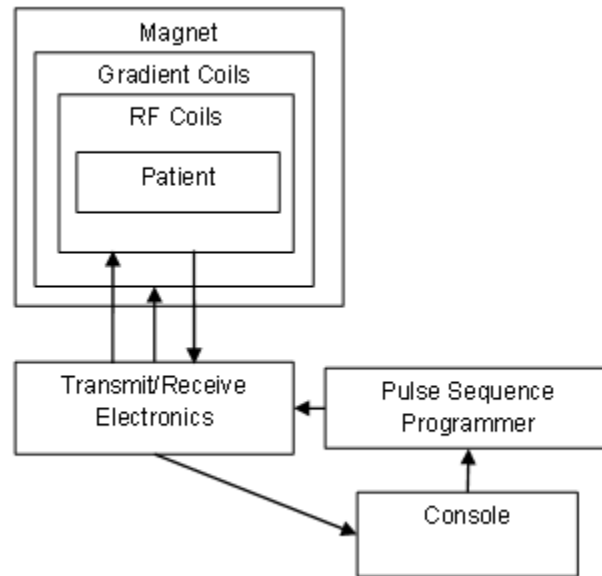 Magnet
Gradient Coils
RF Coils
Patient
Transmit/Receive
Electronics
Pulse Sequence
Programmer
Console